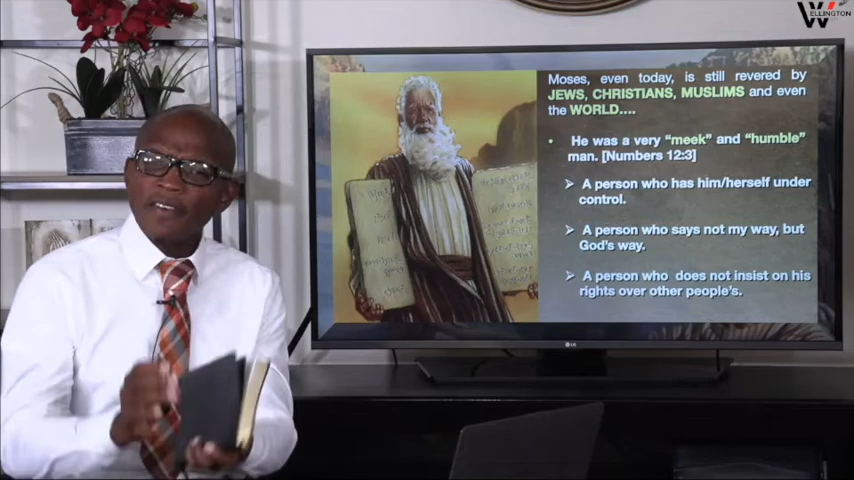 WELLINGTON
Moses, even today, is still revered by
JEWS, CHRISTIANS, MUSLIMS and even
the WORLD....
• He was a very "meek" and "humble"
man. [Numbers 12:3]
➢ A person who has him/herself under
control.
➢ A person who says not my way, but
God's way.
➢ A person who does not insist on his
rights over other people's.
LG